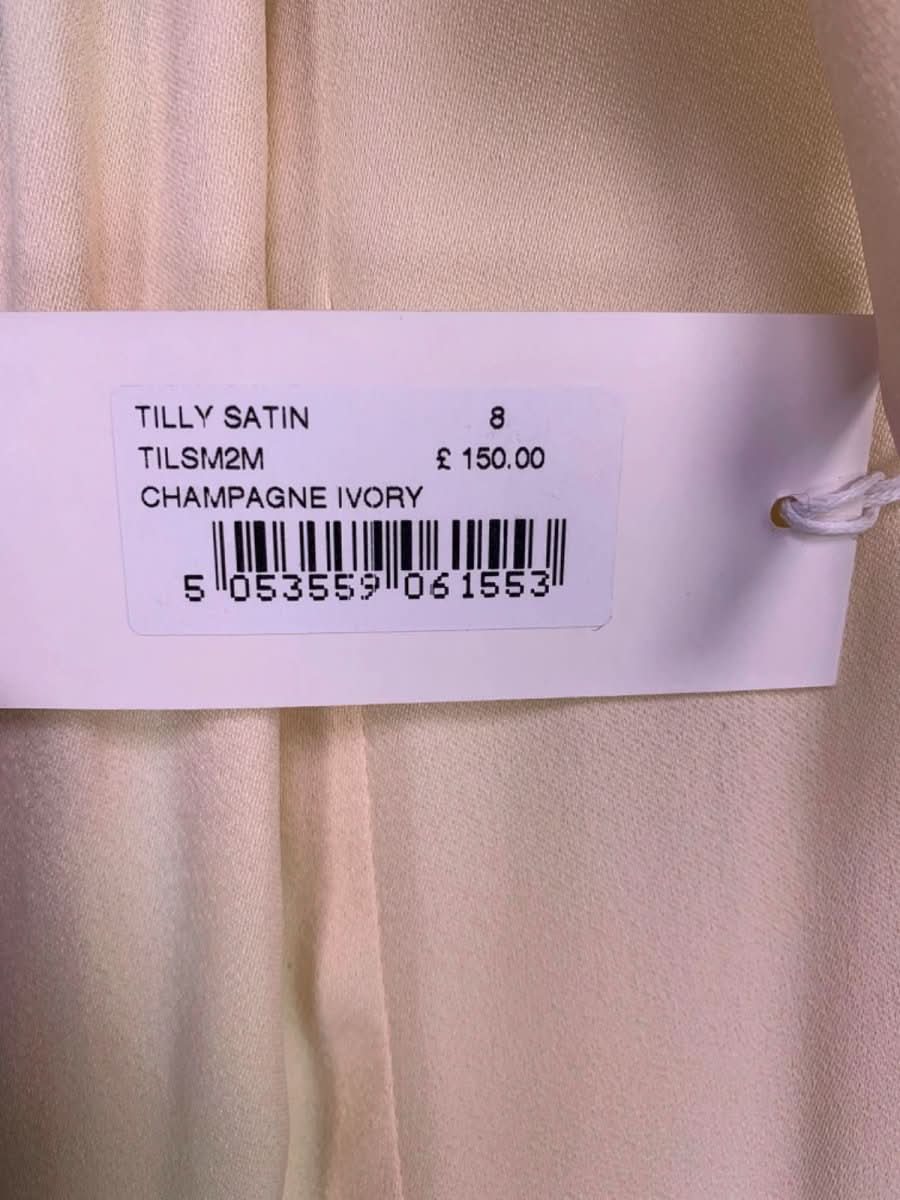 TILLY SATIN 8
TILSM2M £ 150.00
CHAMPAGNE IVORY
5 053559 061553